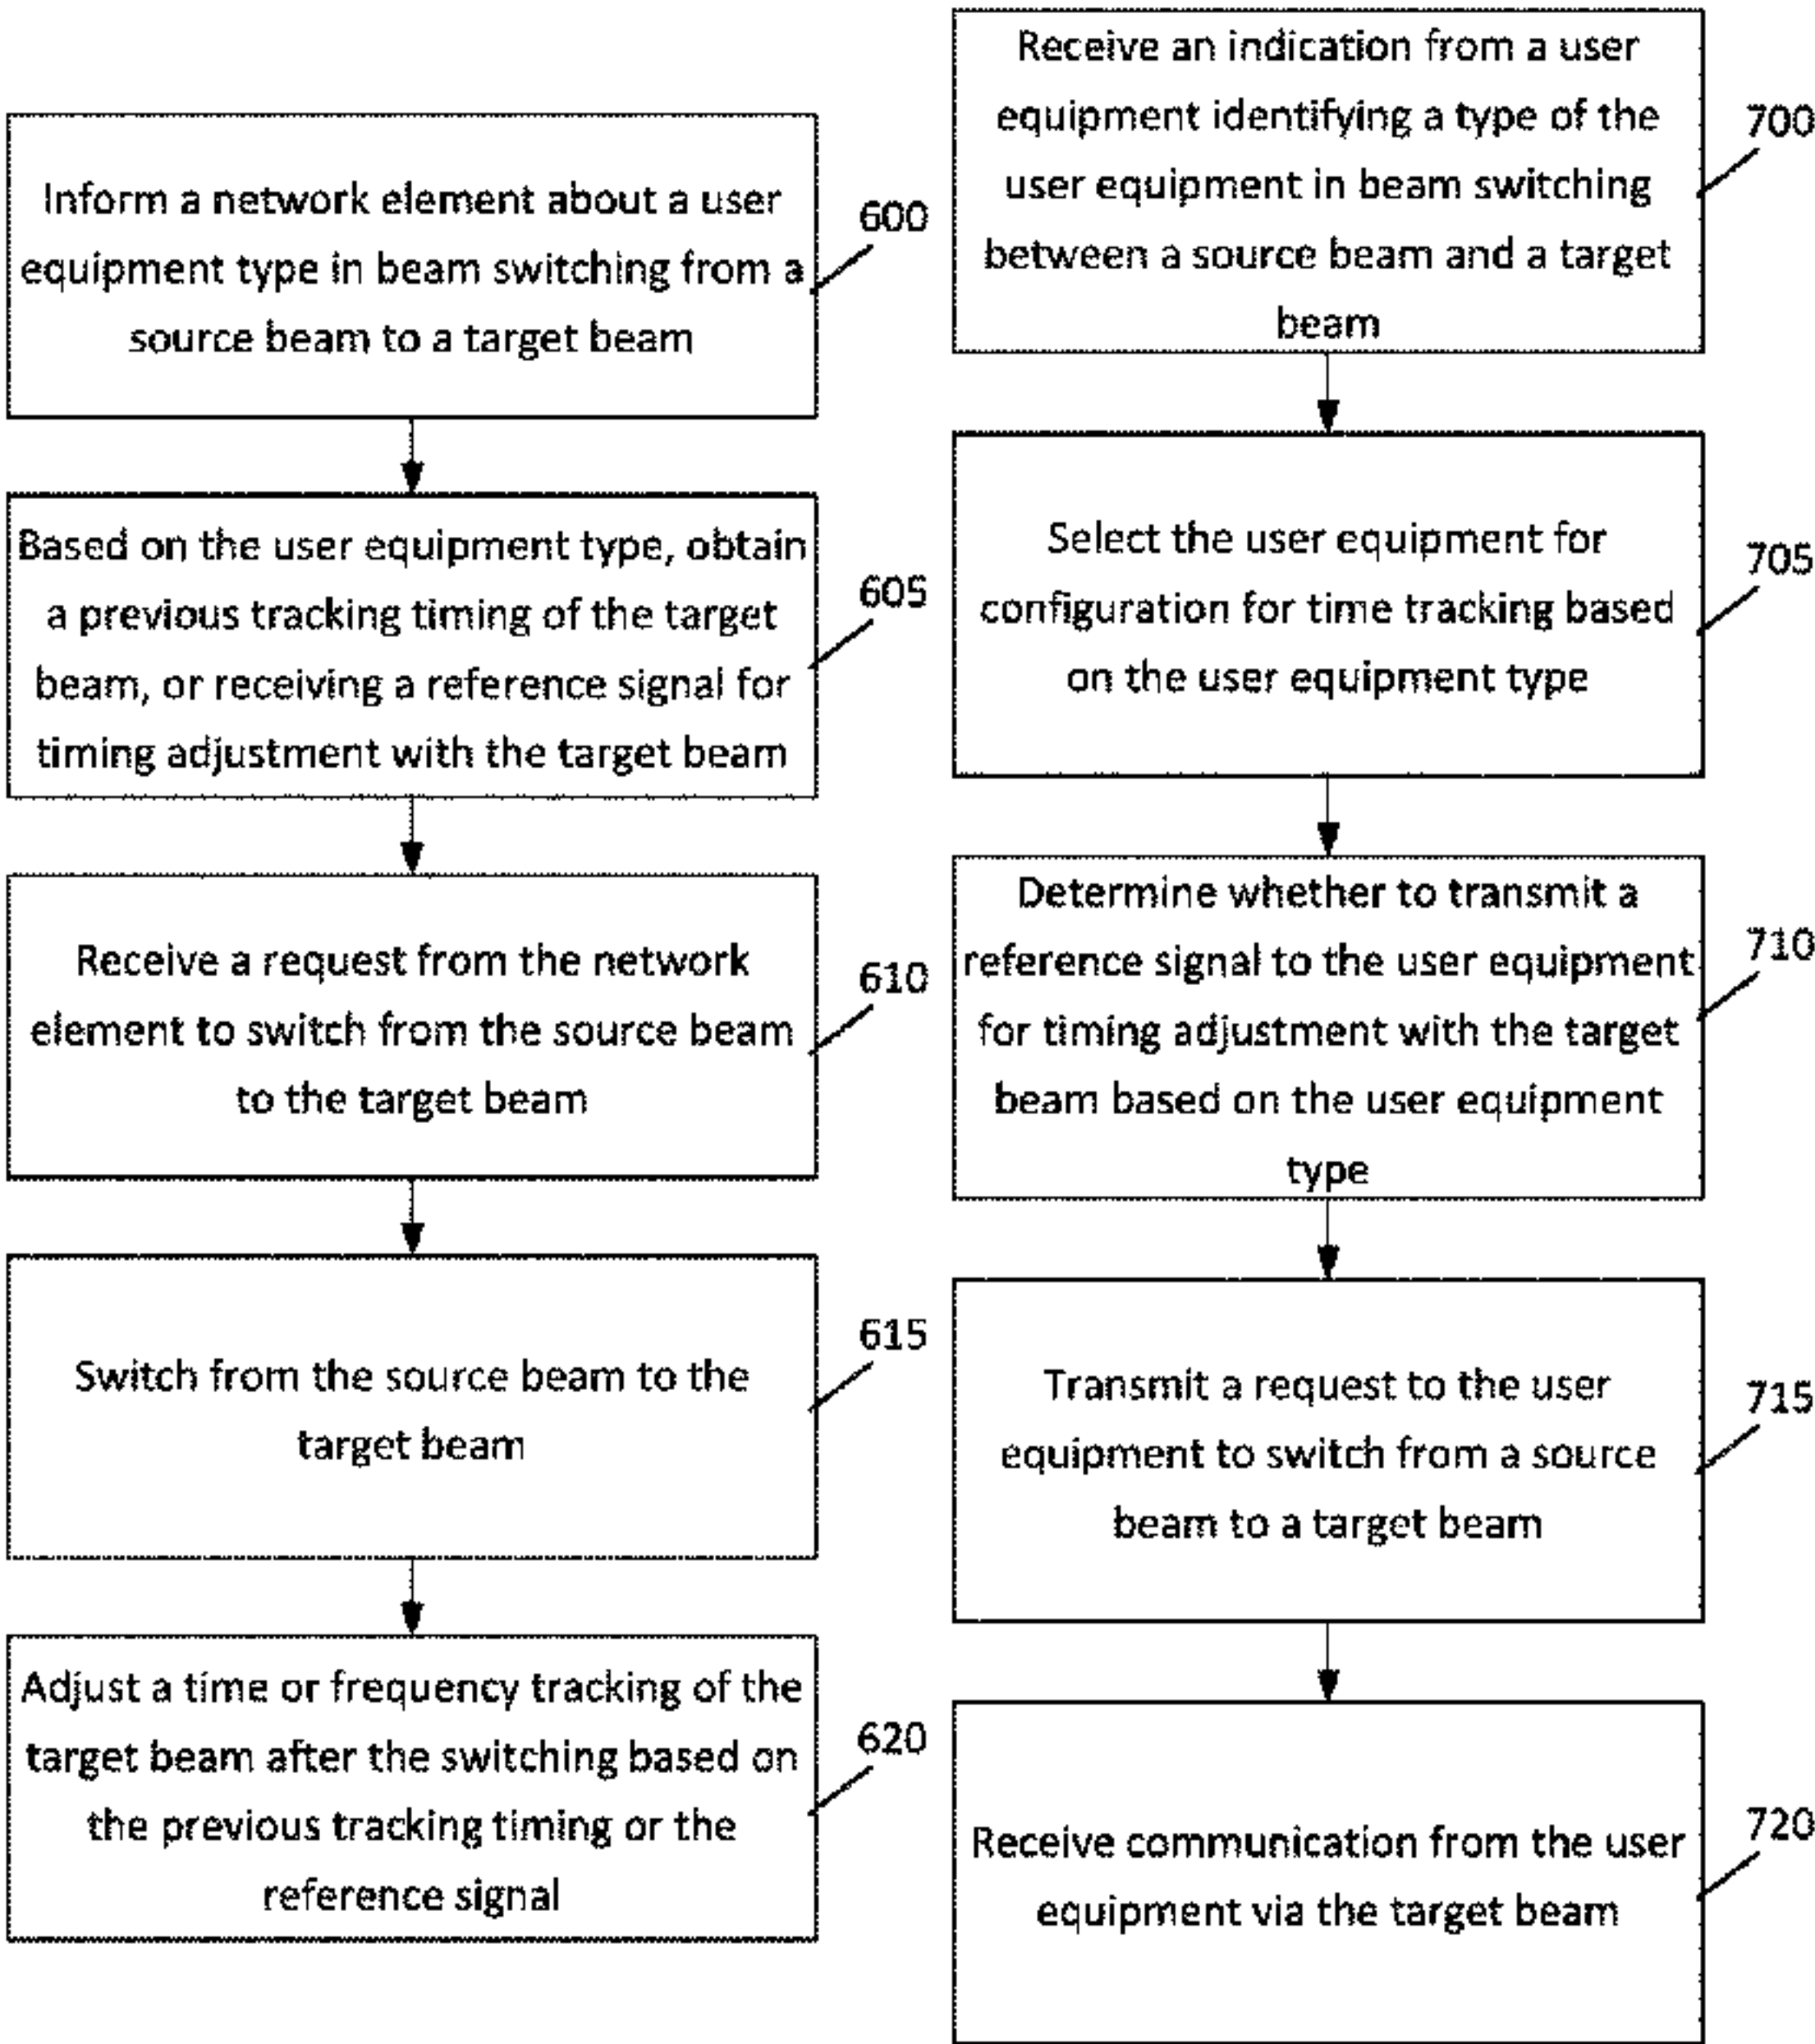 Inform a network element about a user
equipment type in beam switching from a
source beam to a target beam
600
Based on the user equipment type, obtain
a previous tracking timing of the target
beam, or receiving a reference signal for
timing adjustment with the target beam
605
Receive a request from the network
element to switch from the source beam
to the target beam
610
Switch from the source beam to the
target beam
615
Adjust a time or frequency tracking of the
target beam after the switching based on
the previous tracking timing or the
reference signal
620
Receive an indication from a user
equipment identifying a type of the
user equipment in beam switching
between a source beam and a target
beam
700
Select the user equipment for
configuration for time tracking based
on the user equipment type
705
Determine whether to transmit a
reference signal to the user equipment
for timing adjustment with the target
beam based on the user equipment
type
710
Transmit a request to the user
equipment to switch from a source
beam to a target beam
715
Receive communication from the user
equipment via the target beam
720